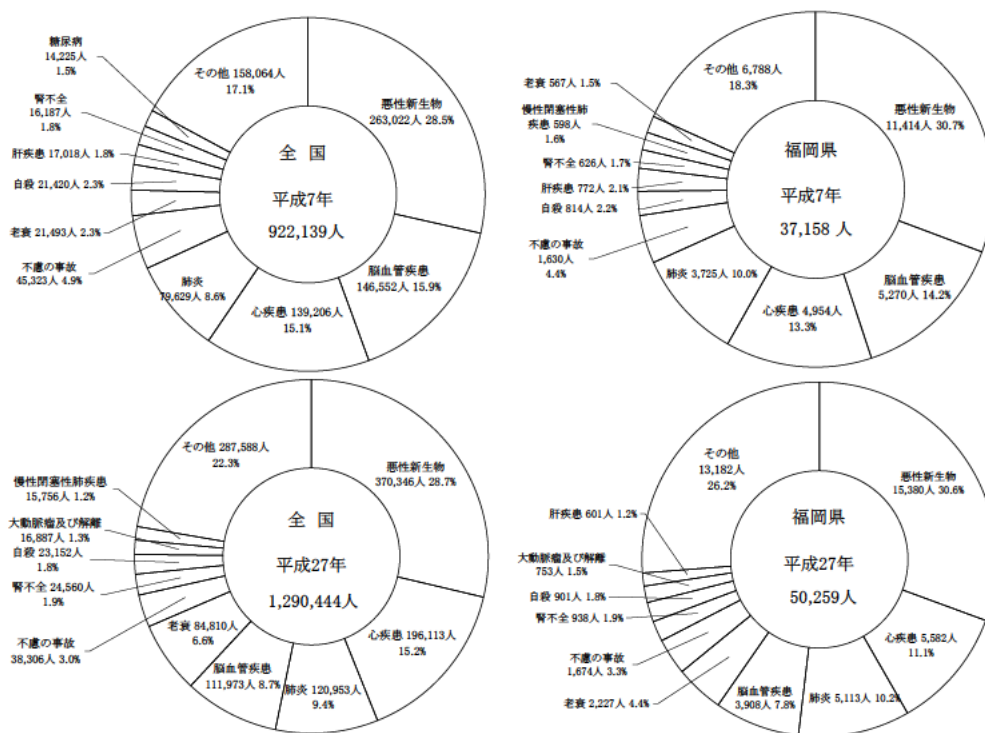 糖尿病
14,225人
1.5%
その他 158,064人
17.1%
悪性新生物
263,022人 28.5%
腎不全
16,187人
1.8%
肝疾患 17,018人 1.8%
自殺 21,420人 2.3%
老衰 21,493人 2.3%
不慮の事故
45,323人 4.9%
肺炎
79,629人 8.6%
心疾患 139,206人
15.1%
脳血管疾患
146,552人 15.9%
全 国
平成7年
922,139人
その他 6,788人
18.3%
老衰 567人 1.5%
慢性閉塞性肺
疾患 598人
1.6%
腎不全 626人 1.7%
肝疾患 772人 2.1%
自殺 814人 2.2%
不慮の事故
1,630人
4.4%
肺炎 3,725人 10.0%
心疾患 4,954人
13.3%
脳血管疾患
5,270人 14.2%
悪性新生物
11,414人 30.7%
福岡県
平成7年
37,158 人
その他 287,588人
22.3%
慢性閉塞性肺疾患
15,756人 1.2%
大動脈瘤及び解離
16,887人 1.3%
自殺 23,152人
1.8%
腎不全 24,560人
1.9%
不慮の事故
38,306人 3.0%
老衰 84,810人
6.6%
脳血管疾患
111,973人 8.7%
肺炎 120,953人
9.4%
心疾患 196,113人
15.2%
悪性新生物
370,346人 28.7%
全 国
平成27年
1,290,444人
その他
13,182人
26.2%
肝疾患 601人 1.2%
大動脈瘤及び解離
753人 1.5%
自殺 901人 1.8%
腎不全 938人 1.9%
不慮の事故
1,674人 3.3%
老衰 2,227人 4.4%
脳血管疾患
3,908人 7.8%
肺炎 5,113人 10.2%
心疾患 5,582人
11.1%
悪性新生物
15,380人 30.6%
福岡県
平成27年
50,259人